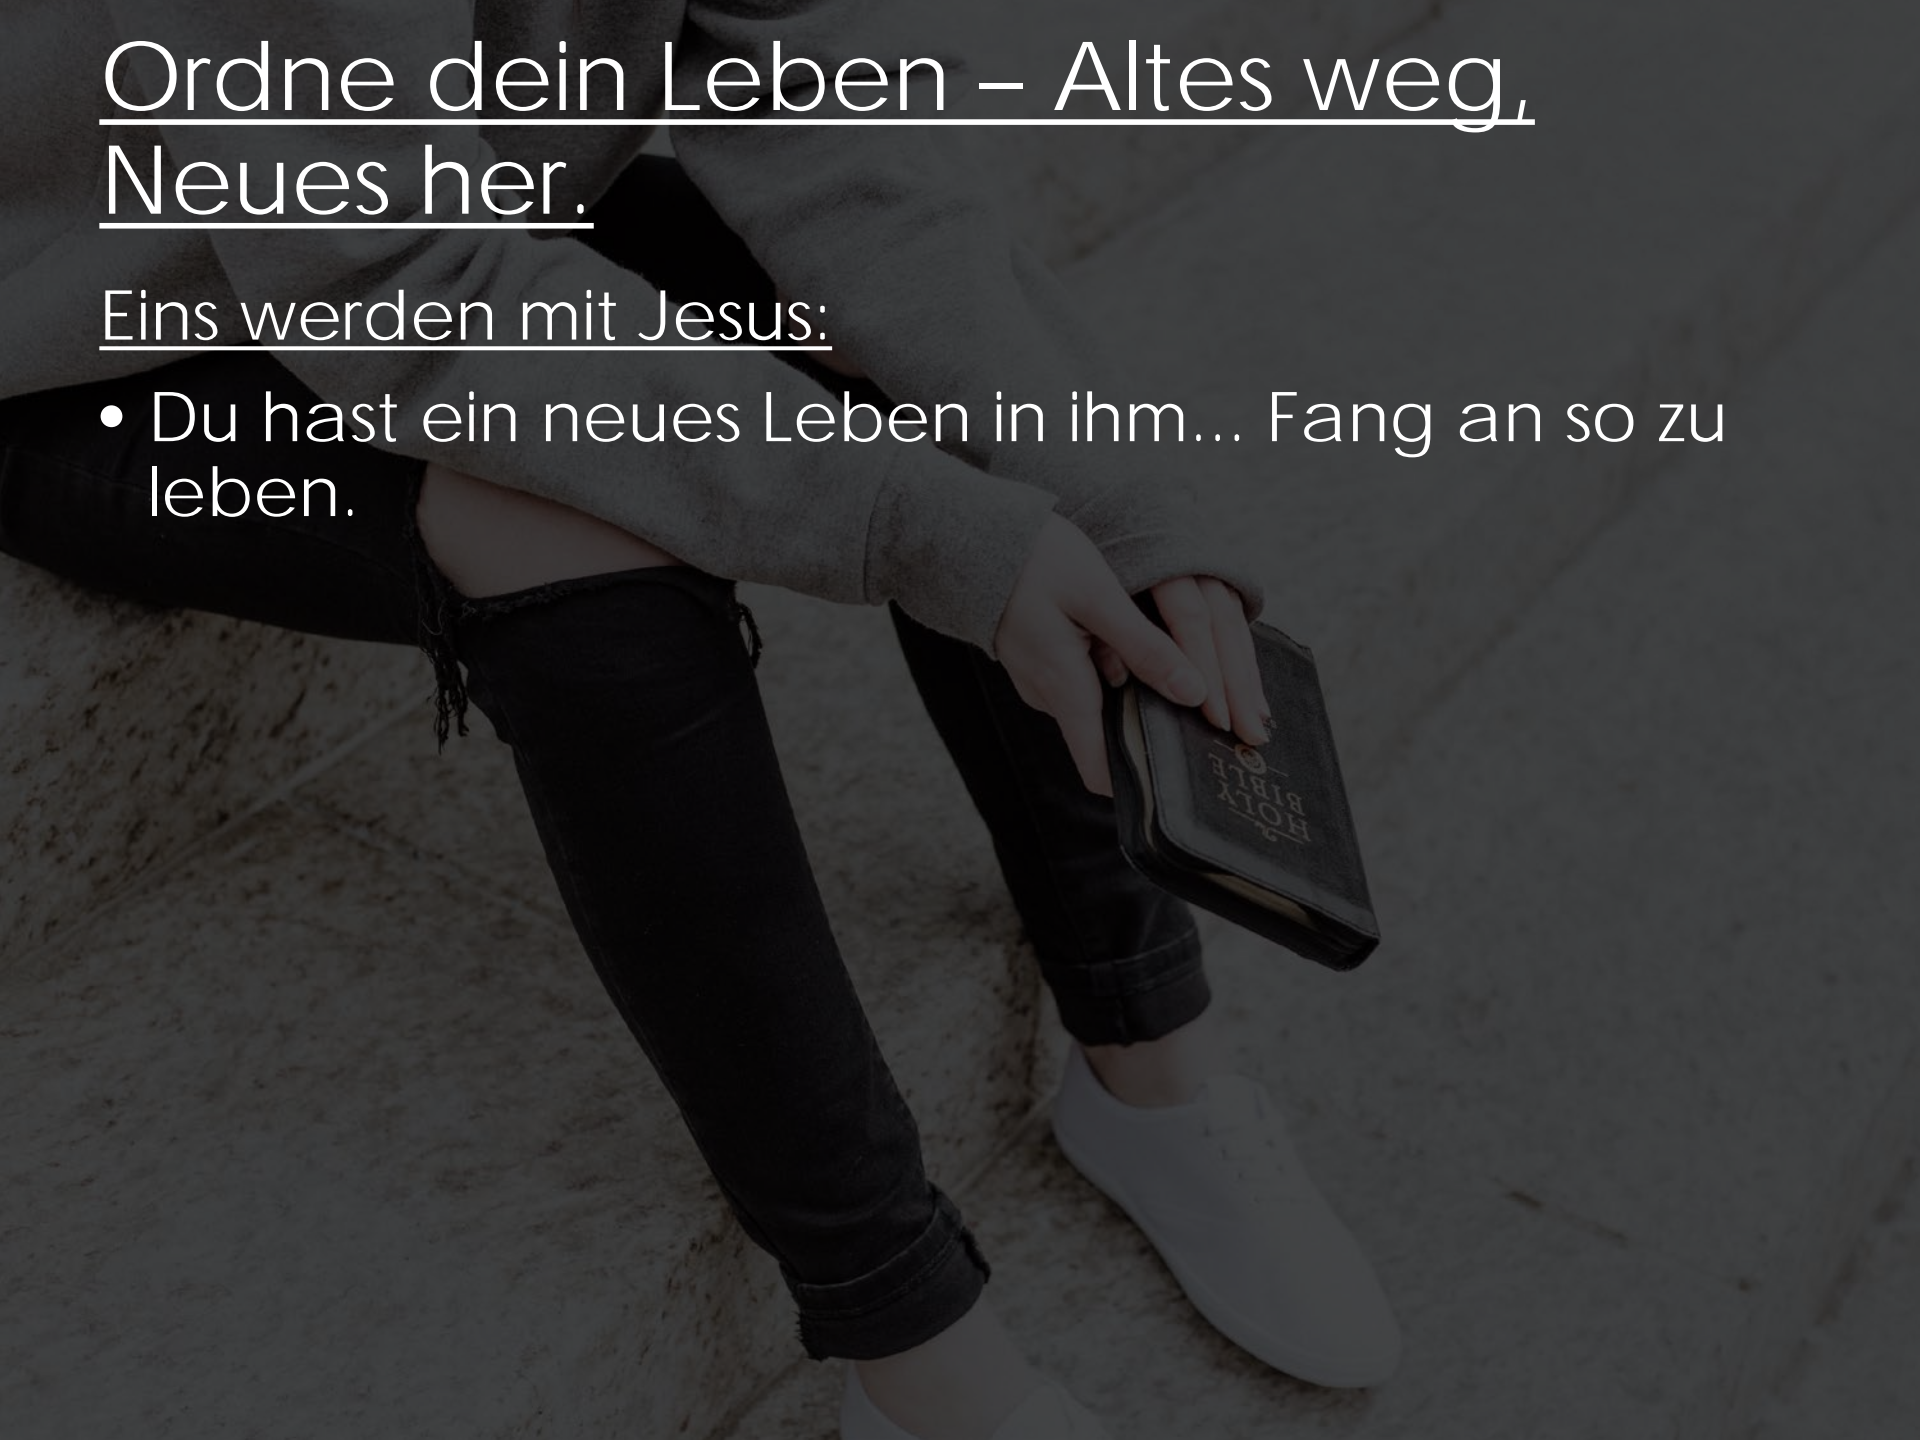 Ordne dein Leben – Altes weg,
Neues her.
Eins werden mit Jesus:
• Du hast ein neues Leben in ihm… Fang an so zu
leben.
HOLY
BIBLE